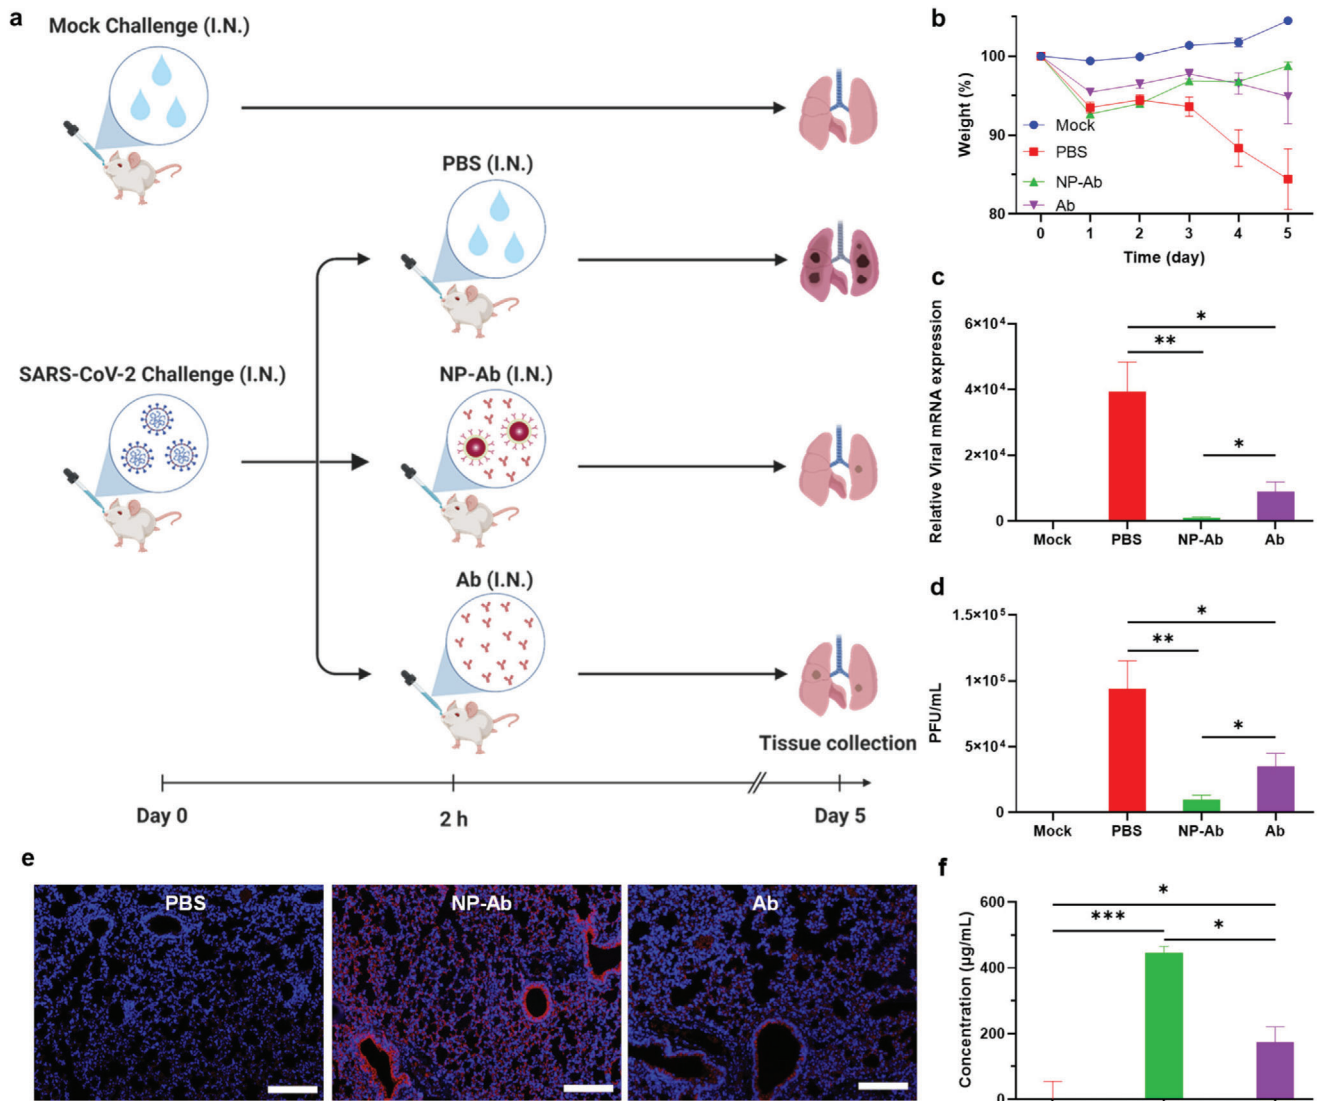 a
Mock Challenge (I.N.)
PBS (I.N.)
SARS-CoV-2 Challenge (I.N.)
NP-Ab (I.N.)
Ab (I.N.)
Tissue collection
Day 0
2 h
Day 5
b
Weight (%)
100
90
80
Mock
PBS
NP-Ab
Ab
0 1 2 3 4 5
Time (day)
c
Relative Viral mRNA expression
6×10⁴
4×10⁴
2×10⁴
0
*
**
*
Mock PBS NP-Ab Ab
d
PFU/mL
1.5×10⁵
1×10⁵
5×10⁴
0
*
**
*
Mock PBS NP-Ab Ab
e
PBS
NP-Ab
Ab
f
Concentration (μg/mL)
600
400
200
0
*
***
*